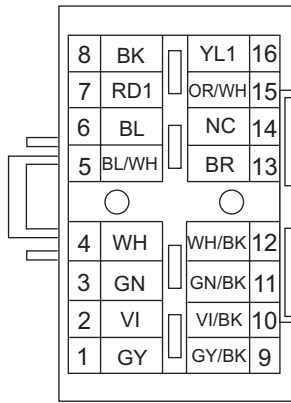 8 BK YL1 16
7 RD1 OR/WH 15
6 BL NC 14
5 BL/WH BR 13
4 WH WH/BK 12
3 GN GN/BK 11
2 VI VI/BK 10
1 GY GY/BK 9